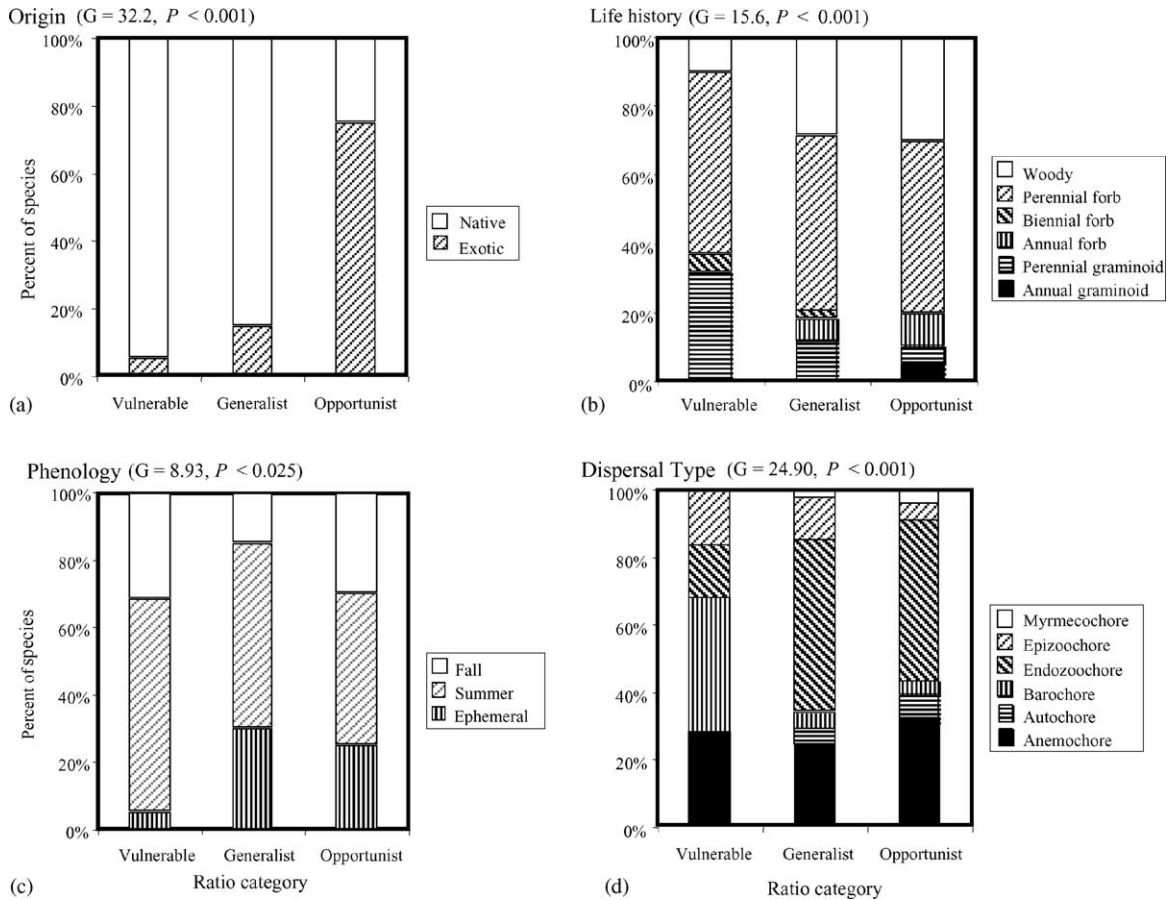 Origin (G = 32.2, P < 0.001)
100%
80%
60%
40%
20%
0%
Percent of species
Vulnerable Generalist Opportunist
Native
Exotic
(a)
Life history (G = 15.6, P < 0.001)
100%
80%
60%
40%
20%
0%
Vulnerable Generalist Opportunist
Woody
Perennial forb
Biennial forb
Annual forb
Perennial graminoid
Annual graminoid
(b)
Phenology (G = 8.93, P < 0.025)
100%
80%
60%
40%
20%
0%
Percent of species
Vulnerable Generalist Opportunist
Ratio category
Fall
Summer
Ephemeral
(c)
Dispersal Type (G = 24.90, P < 0.001)
100%
80%
60%
40%
20%
0%
Vulnerable Generalist Opportunist
Ratio category
Myrmecochore
Epizoochore
Endozoochore
Barochore
Autochore
Anemochore
(d)